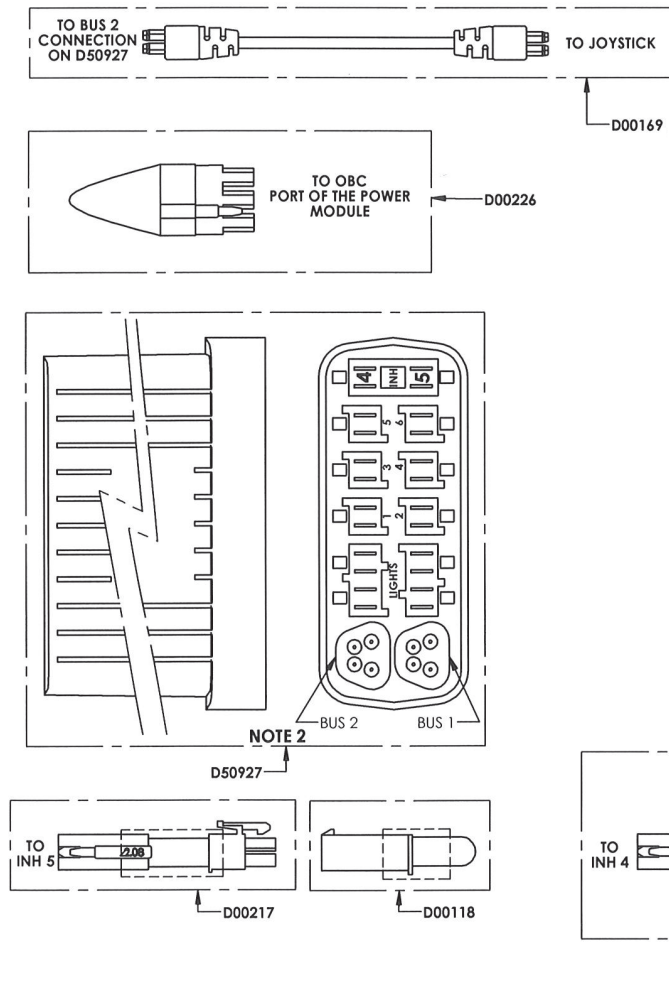 TO BUS 2
CONNECTION
ON D50927
TO JOYSTICK
D00169
TO OBC
PORT OF THE POWER
MODULE
D00226
4
INH
5
5
6
3
4
1
2
LIGHTS
BUS 2
BUS 1
NOTE 2
D50927
TO
INH 5
2.08
D00217
D00118
TO
INH 4